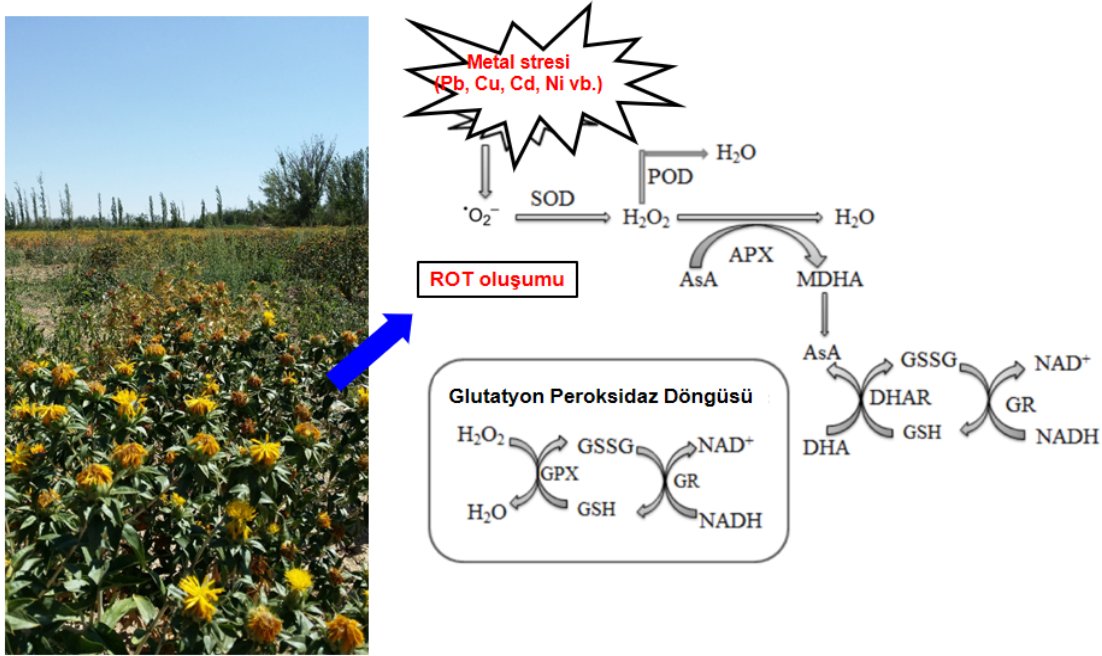 Metal stresi
(Pb, Cu, Cd, Ni vb.)
H₂O
POD
SOD
•O₂⁻
H₂O₂
H₂O
APX
AsA
MDHA
ROT oluşumu
AsA
GSSG
NAD⁺
DHAR
GR
DHA
GSH
NADH
Glutatyon Peroksidaz Döngüsü
H₂O₂
GSSG
NAD⁺
GPX
GR
H₂O
GSH
NADH